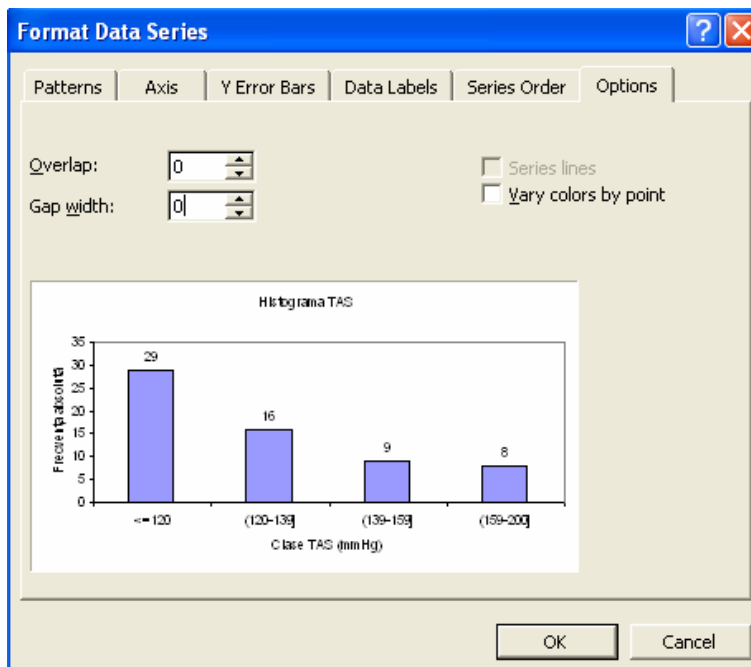 Format Data Series
Patterns Axis Y Error Bars Data Labels Series Order Options
Overlap: 0 Series lines
Gap width: 0 Vary colors by point
Histograma TAS
Frecventa absoluta
35
30
25
20
15
10
5
0
29
16
9
8
<=120 (120-139] (139-159] (159-200]
Clase TAS (mmHg)
OK Cancel